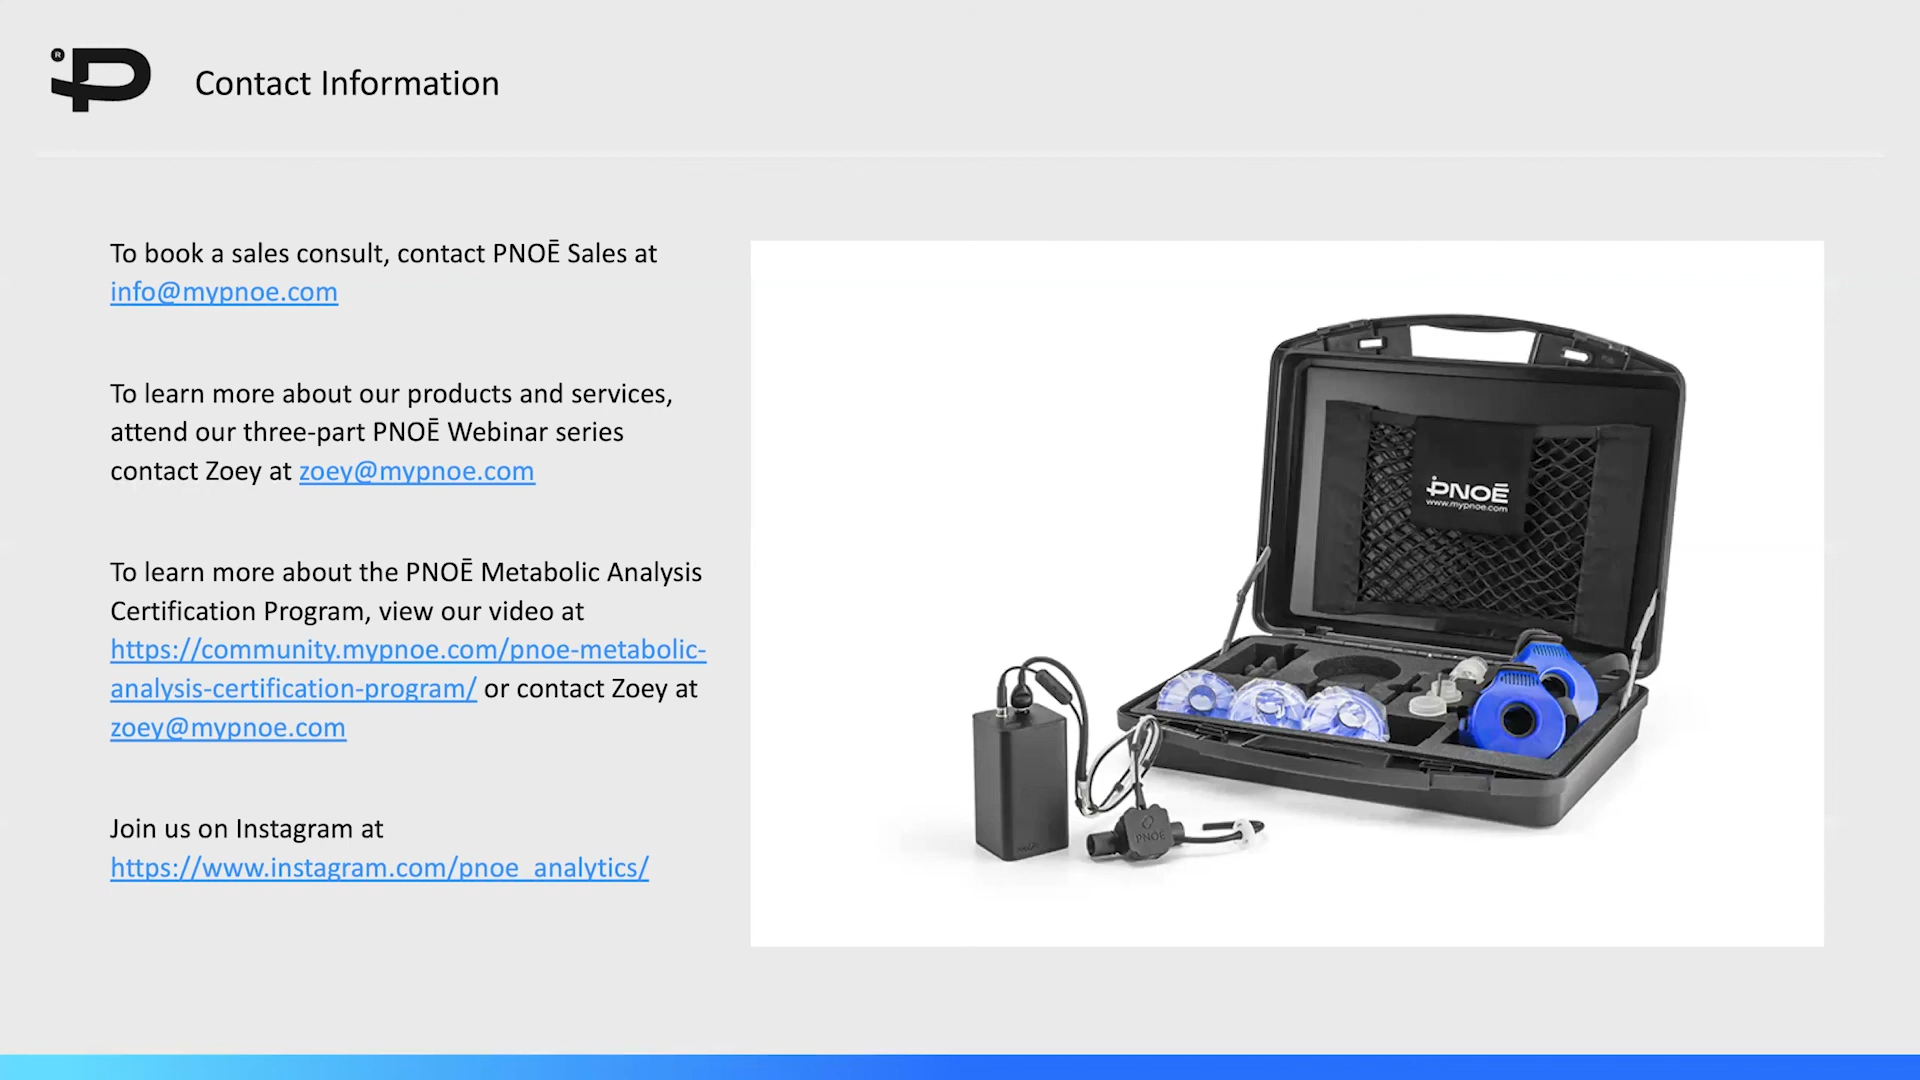 Contact Information
To book a sales consult, contact PNOĒ Sales at
info@mypnoe.com
To learn more about our products and services,
attend our three-part PNOĒ Webinar series
contact Zoey at zoey@mypnoe.com
To learn more about the PNOĒ Metabolic Analysis
Certification Program, view our video at
https://community.mypnoe.com/pnoe-metabolic-
analysis-certification-program/ or contact Zoey at
zoey@mypnoe.com
Join us on Instagram at
https://www.instagram.com/pnoe_analytics/
PNOĒ
www.mypnoe.com
PNOĒ